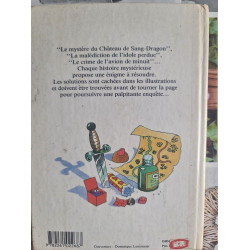 "Le mystère du Château de Sang-Dragon",
"La malédiction de l'idole perdue",
"Le crime de l'avion de minuit"...
Chaque histoire mystérieuse
propose une énigme à résoudre.
Les solutions sont cachées dans les illustrations
et doivent être trouvées avant de tourner la page
pour poursuivre une palpitante enquête...